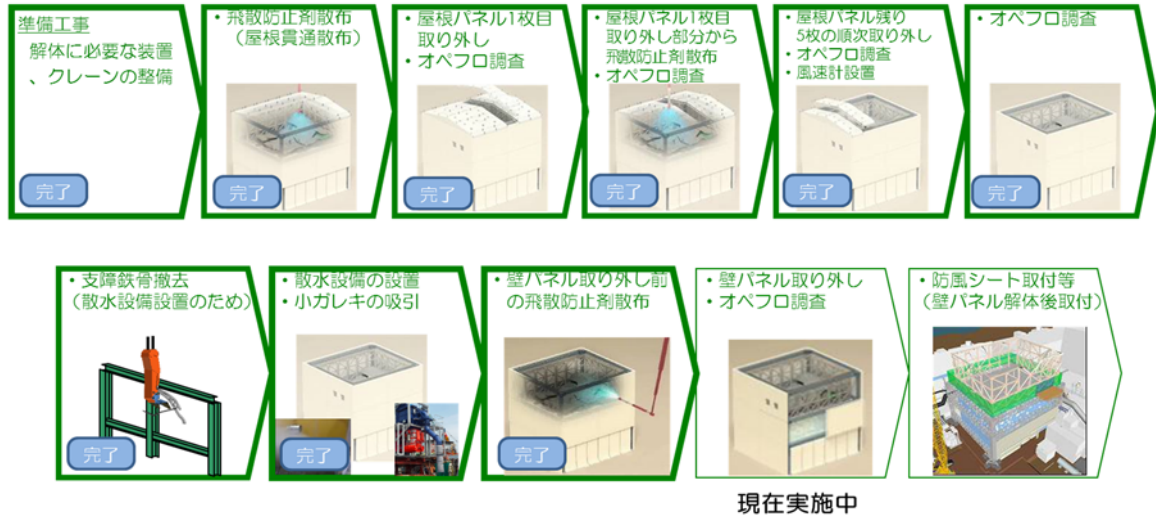 準備工事
解体に必要な装置
、クレーンの整備
完了
・飛散防止剤散布
（屋根貫通散布）
完了
・屋根パネル1枚目
取り外し
・オペフロ調査
完了
・屋根パネル1枚目
取り外し部分から
飛散防止剤散布
・オペフロ調査
完了
・屋根パネル残り
5枚の順次取り外し
・オペフロ調査
・風速計設置
完了
・オペフロ調査
完了
・支障鉄骨撤去
（散水設備設置のため）
完了
・散水設備の設置
・小ガレキの吸引
完了
・壁パネル取り外し前
の飛散防止剤散布
完了
・壁パネル取り外し
・オペフロ調査
現在実施中
・防風シート取付等
（壁パネル解体後取付）